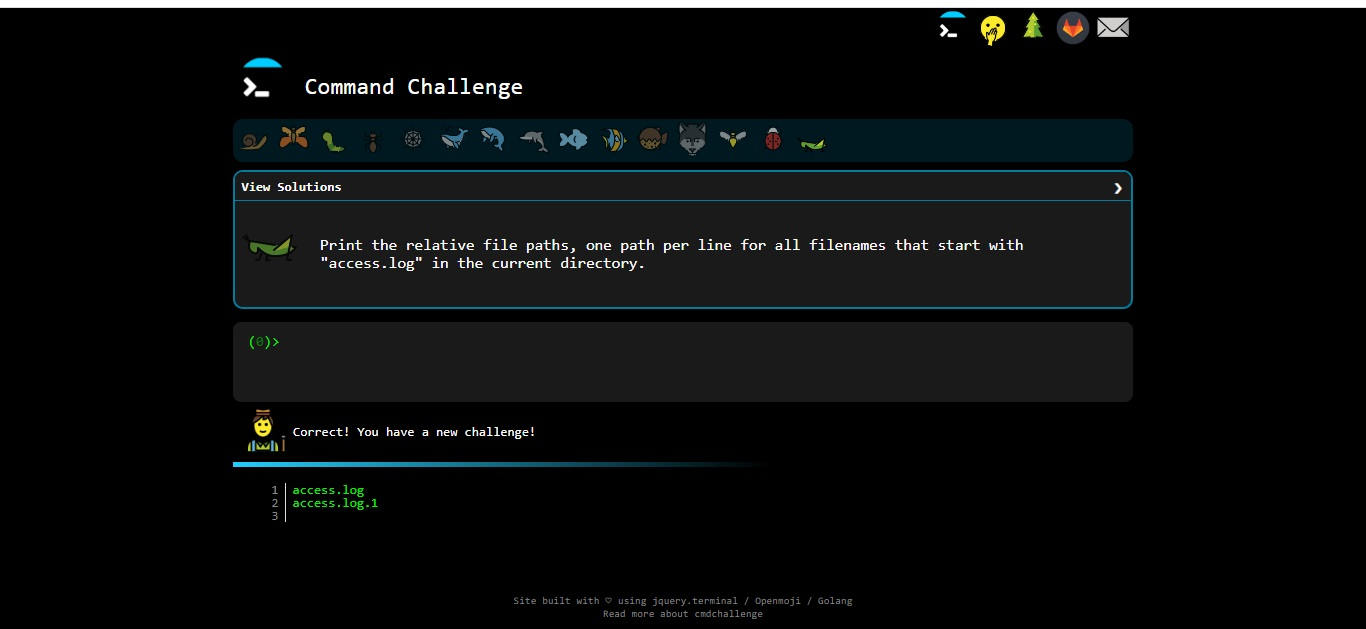 Command Challenge
View Solutions
Print the relative file paths, one path per line for all filenames that start with
"access.log" in the current directory.
(0)>
Correct! You have a new challenge!
1 access.log
2 access.log.1
3
Site built with ♡ using jquery.terminal / Openmoji / Golang
Read more about cmdchallenge